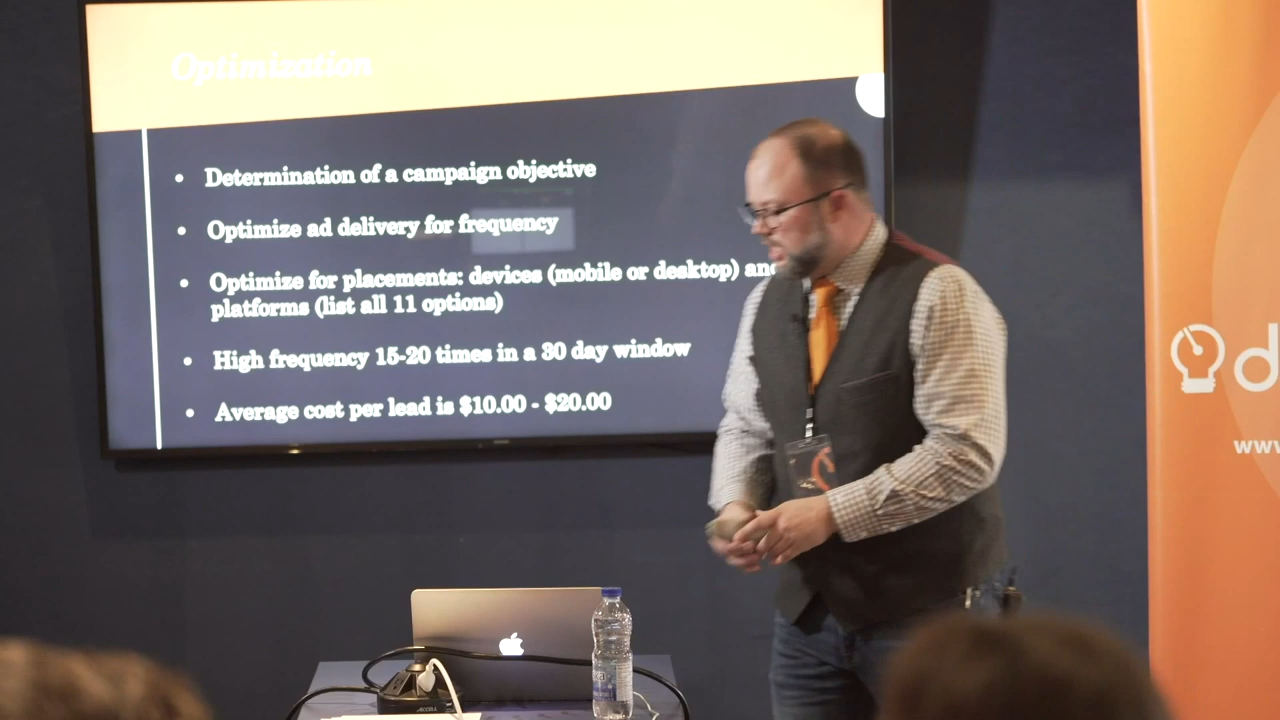 Optimization
• Determination of a campaign objective
• Optimize ad delivery for frequency
• Optimize for placements: devices (mobile or desktop) and
platforms (list all 11 options)
• High frequency 15-20 times in a 30 day window
• Average cost per lead is $10.00 - $20.00
d
www